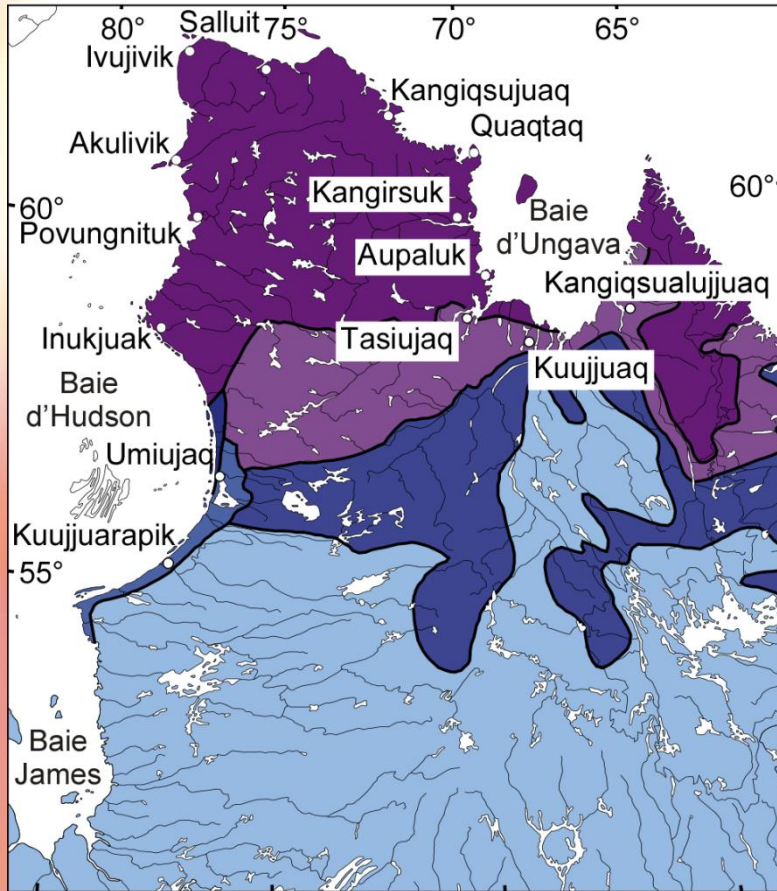 80°
Salluit
75°
70°
65°
Ivujivik
Kangiqsujuaq
Quaqtaq
Akulivik
60°
Kangirsuk
60°
Povungnituk
Baie
d'Ungava
Aupaluk
Kangiqsualujjuaq
Inukjuak
Tasiujaq
Kuujjuaq
Baie
d'Hudson
Umiujaq
Kuujjuarapik
55°
Baie
James